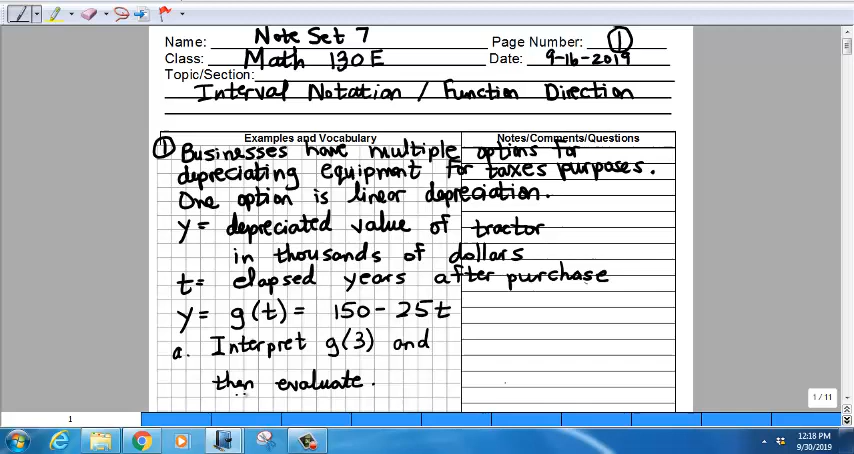 Name: Note Set 7 Page Number: 1
Class: Math 130E Date: 9-16-2019
Topic/Section:
Interval Notation / Function Direction
Examples and Vocabulary Notes/Comments/Questions
① Businesses have multiple options for
depreciating equipment for taxes purposes.
One option is linear depreciation.
y = depreciated value of tractor
in thousands of dollars
t = elapsed years after purchase
y = g(t) = 150 - 25t
a. Interpret g(3) and
then evaluate.
1 / 11
1
12:18 PM
9/30/2019